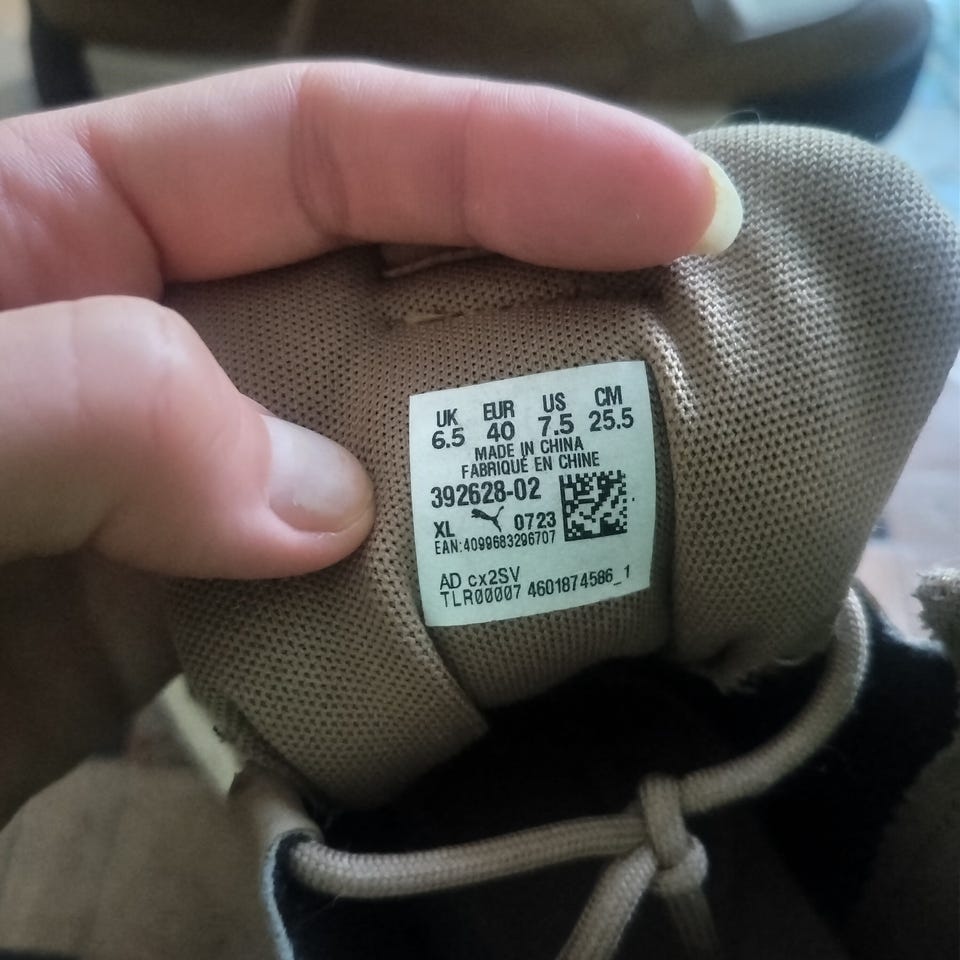 UK EUR US CM
6.5 40 7.5 25.5
MADE IN CHINA
FABRIQUÉ EN CHINE
392628-02
XL 0723
EAN:4099683296707
AD cx2SV
TLR00007 4601874586_1